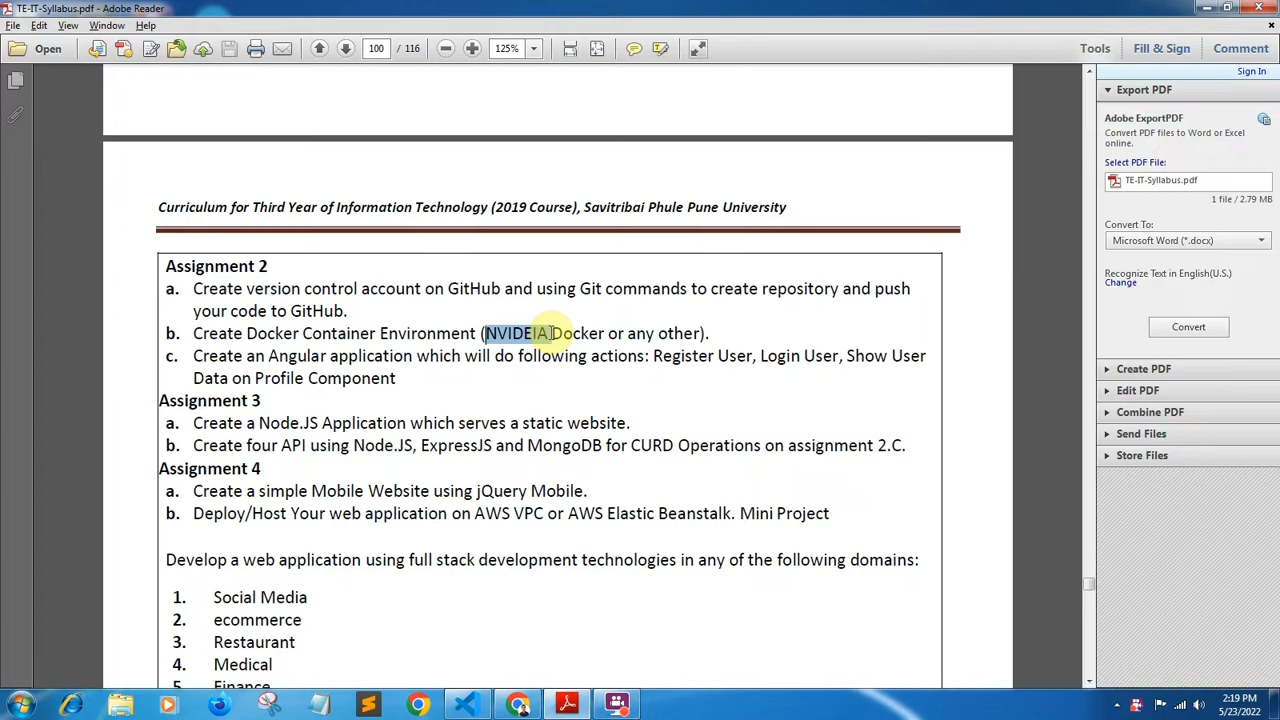 TE-IT-Syllabus.pdf - Adobe Reader
File Edit View Window Help
Open 100 / 116 125% Tools Fill & Sign Comment
Sign In
Export PDF
Adobe ExportPDF
Convert PDF files to Word or Excel
online.
Select PDF File:
TE-IT-Syllabus.pdf
1 file / 2.79 MB
Convert To:
Microsoft Word (*.docx)
Recognize Text in English(U.S.)
Change
Convert
Create PDF
Edit PDF
Combine PDF
Send Files
Store Files
Curriculum for Third Year of Information Technology (2019 Course), Savitribai Phule Pune University
Assignment 2
a. Create version control account on GitHub and using Git commands to create repository and push
your code to GitHub.
b. Create Docker Container Environment (NVIDEIA Docker or any other).
c. Create an Angular application which will do following actions: Register User, Login User, Show User
Data on Profile Component
Assignment 3
a. Create a Node.JS Application which serves a static website.
b. Create four API using Node.JS, ExpressJS and MongoDB for CURD Operations on assignment 2.C.
Assignment 4
a. Create a simple Mobile Website using jQuery Mobile.
b. Deploy/Host Your web application on AWS VPC or AWS Elastic Beanstalk. Mini Project
Develop a web application using full stack development technologies in any of the following domains:
1. Social Media
2. ecommerce
3. Restaurant
4. Medical
5. Finance
2:19 PM
5/23/2022